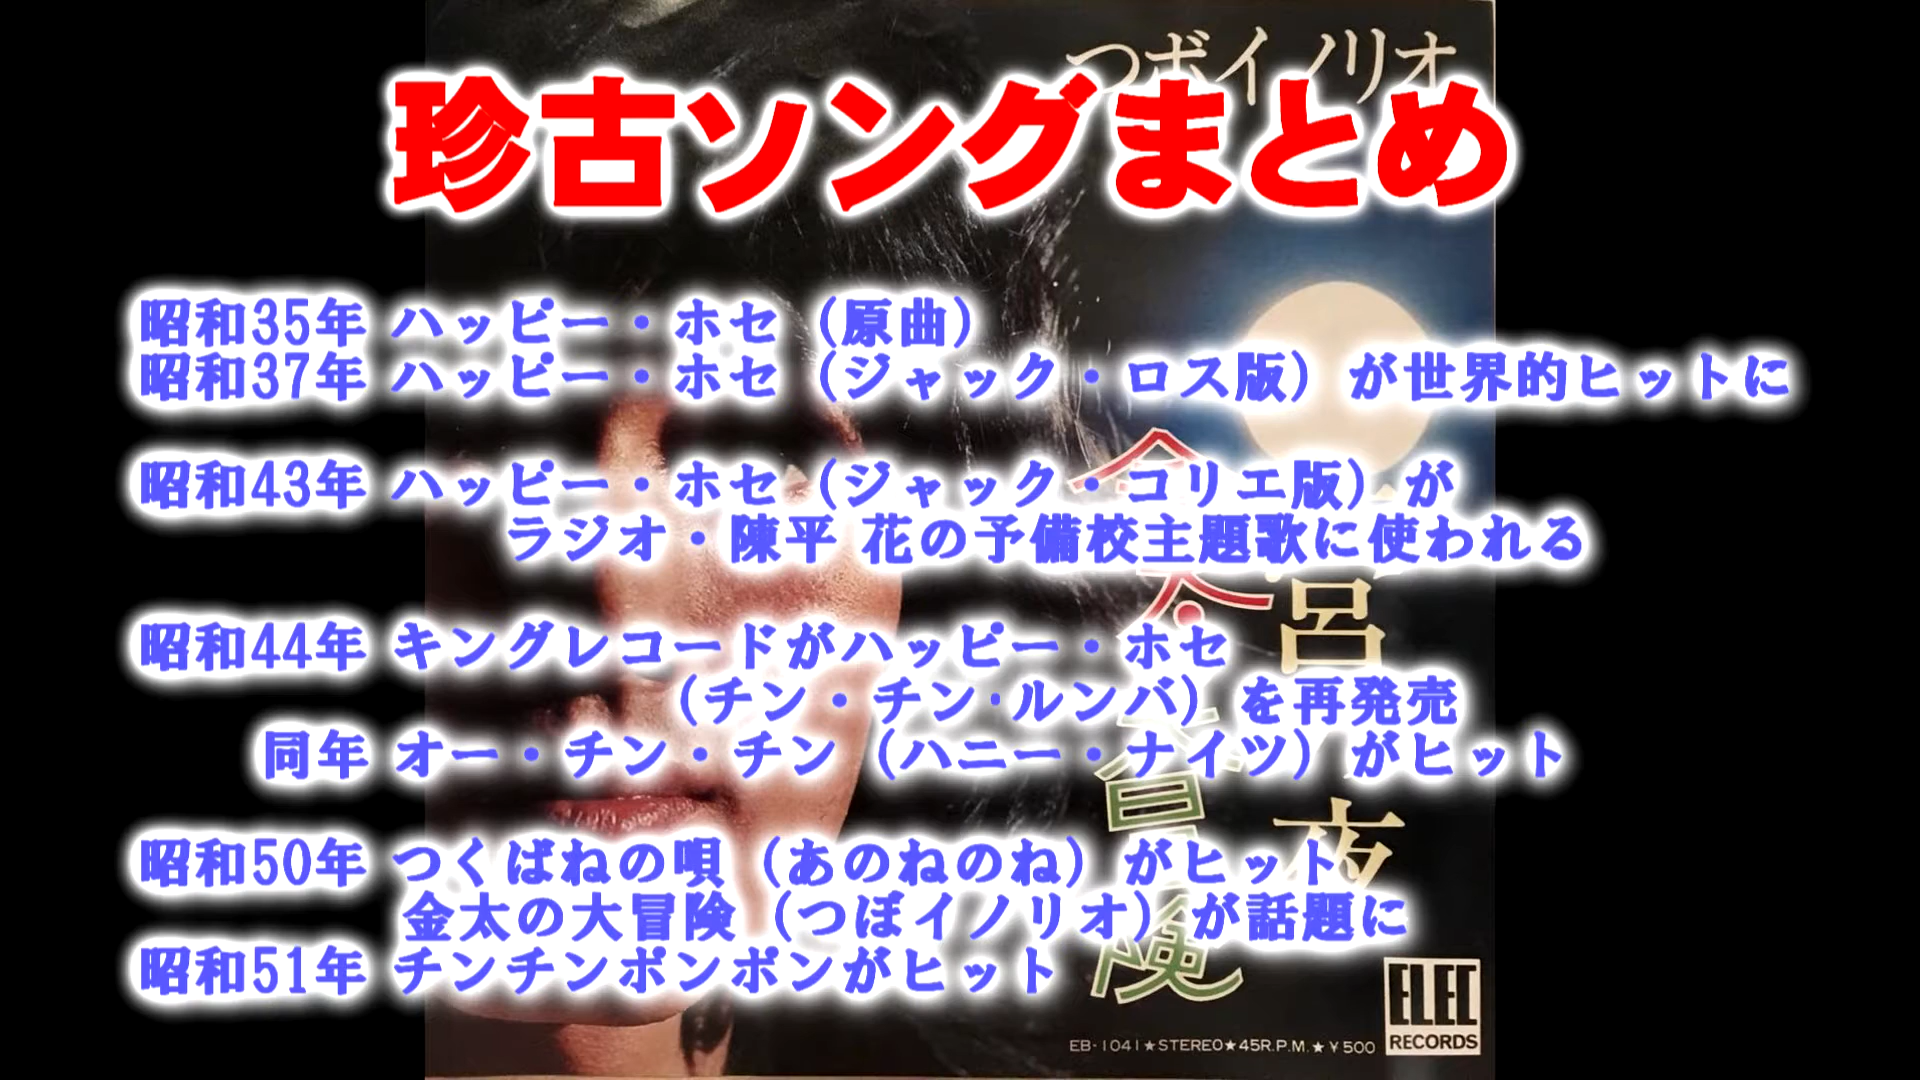 つボイノリオ
珍古ソングまとめ
昭和35年 ハッピー・ホセ（原曲）
昭和37年 ハッピー・ホセ（ジャック・ロス版）が世界的ヒットに
昭和43年 ハッピー・ホセ（ジャック・コリエ版）が
ラジオ・陳平 花の予備校主題歌に使われる
昭和44年 キングレコードがハッピー・ホセ
（チン・チン・ルンバ）を再発売
同年 オー・チン・チン（ハニー・ナイツ）がヒット
昭和50年 つくばねの唄（あのねのね）がヒット
金太の大冒険（つぼイノリオ）が話題に
昭和51年 チンチンポンポンがヒット
金太
冒険
呂
夜
ELEC
RECORDS
EB-1041★STEREO★45R.P.M.★￥500